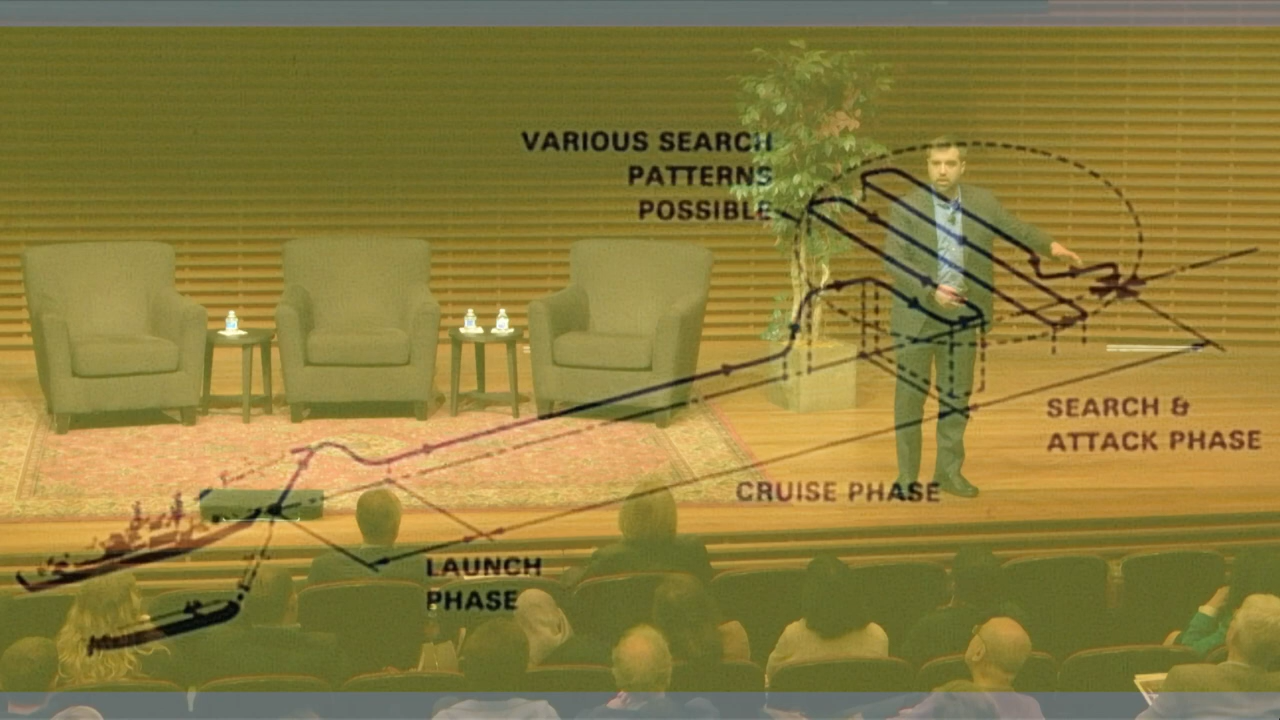 VARIOUS SEARCH
PATTERNS
POSSIBLE
SEARCH &
ATTACK PHASE
CRUISE PHASE
LAUNCH
PHASE